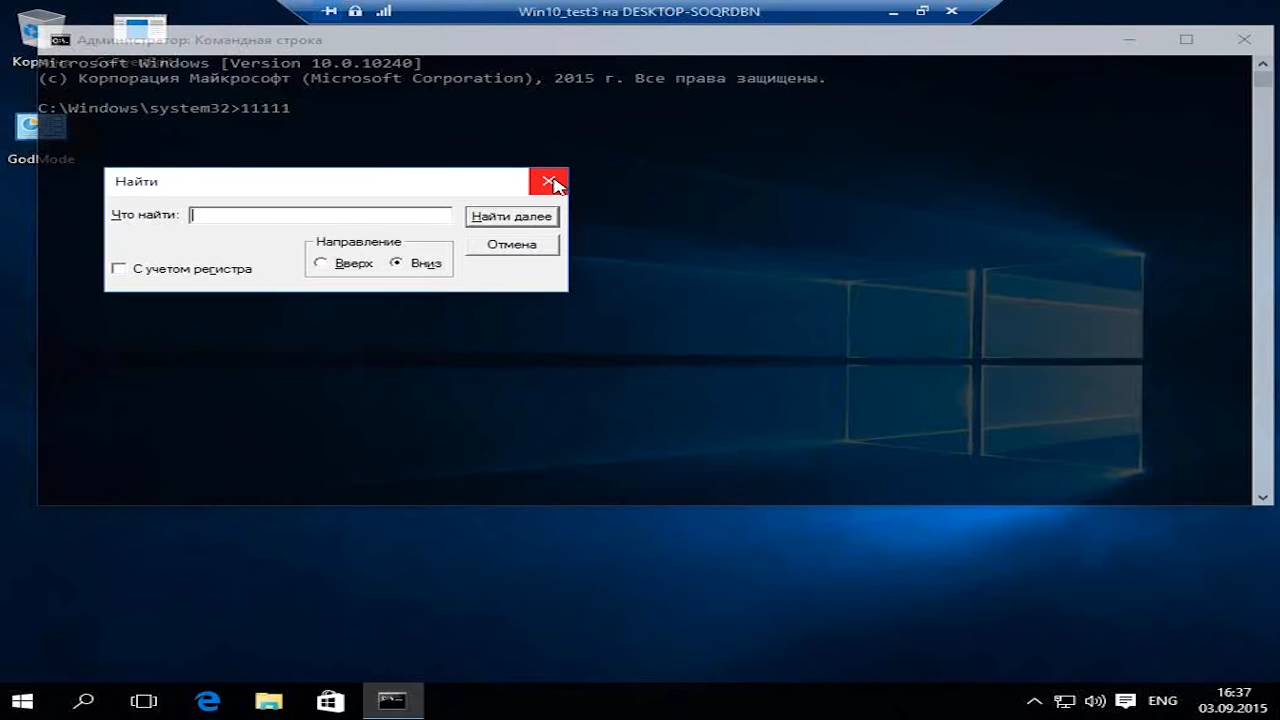 Win10_test3 на DESKTOP-SOQRDBN
Администратор: Командная строка
Microsoft Windows [Version 10.0.10240]
(c) Корпорация Майкрософт (Microsoft Corporation), 2015 г. Все права защищены.
C:\Windows\system32>11111
GodMode
Найти
Что найти:
Найти далее
Направление
Отмена
Вверх
Вниз
С учетом регистра
ENG
16:37
03.09.2015